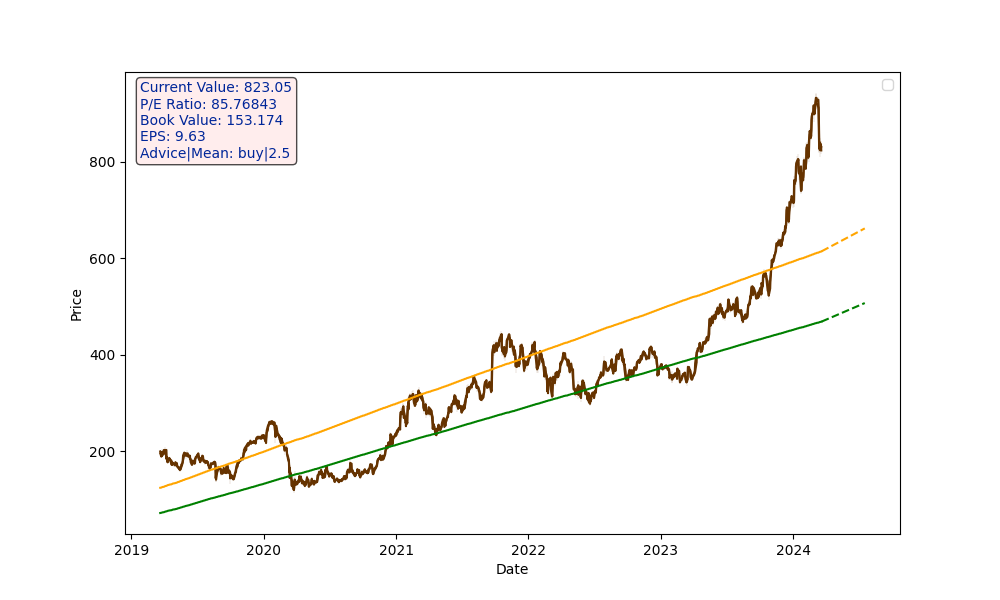 Current Value: 823.05
P/E Ratio: 85.76843
Book Value: 153.174
EPS: 9.63
Advice|Mean: buy|2.5
800
600
400
200
Price
2019 2020 2021 2022 2023 2024
Date